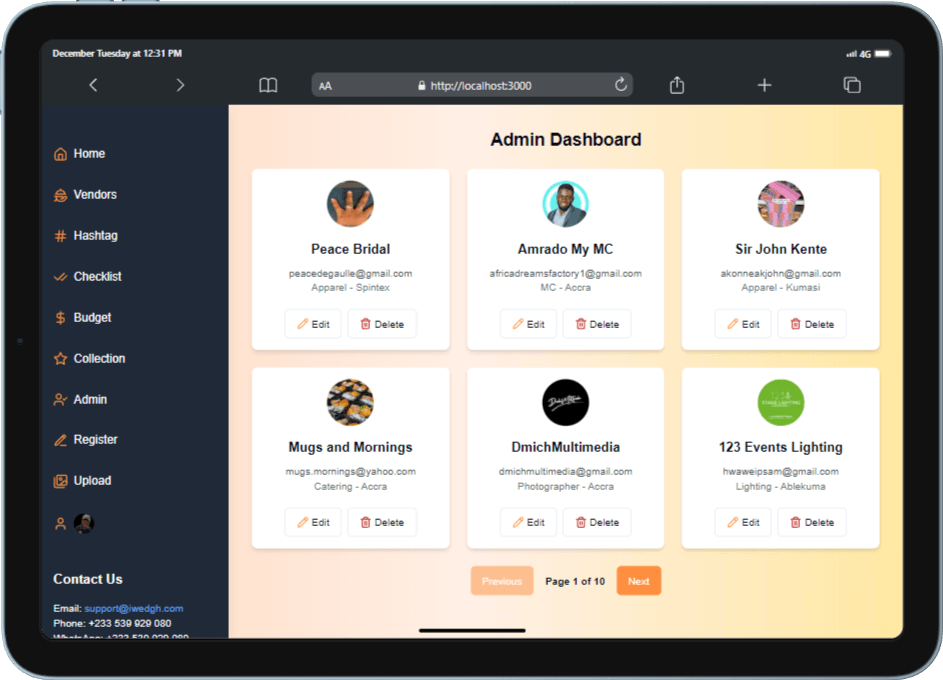 December Tuesday at 12:31 PM
4G
AA
http://localhost:3000
Home
Vendors
Hashtag
Checklist
Budget
Collection
Admin
Register
Upload
Contact Us
Email: support@iwedgh.com
Phone: +233 539 929 080
WhatsApp: +233 539 929 080
Admin Dashboard
Peace Bridal
peacedegaulle@gmail.com
Apparel - Spintex
Edit
Delete
Amrado My MC
africadreamsfactory1@gmail.com
MC - Accra
Edit
Delete
Sir John Kente
akonneakjohn@gmail.com
Apparel - Kumasi
Edit
Delete
Mugs and Mornings
mugs.mornings@yahoo.com
Catering - Accra
Edit
Delete
DmichMultimedia
dmichmultimedia@gmail.com
Photographer - Accra
Edit
Delete
123 Events Lighting
hwaweipsam@gmail.com
Lighting - Ablekuma
Edit
Delete
Previous
Page 1 of 10
Next